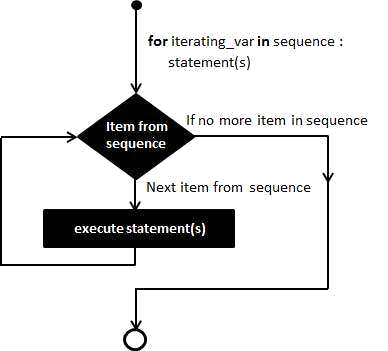 for iterating_var in sequence :
statement(s)
Item from
sequence
If no more item in sequence
Next item from sequence
execute statement(s)